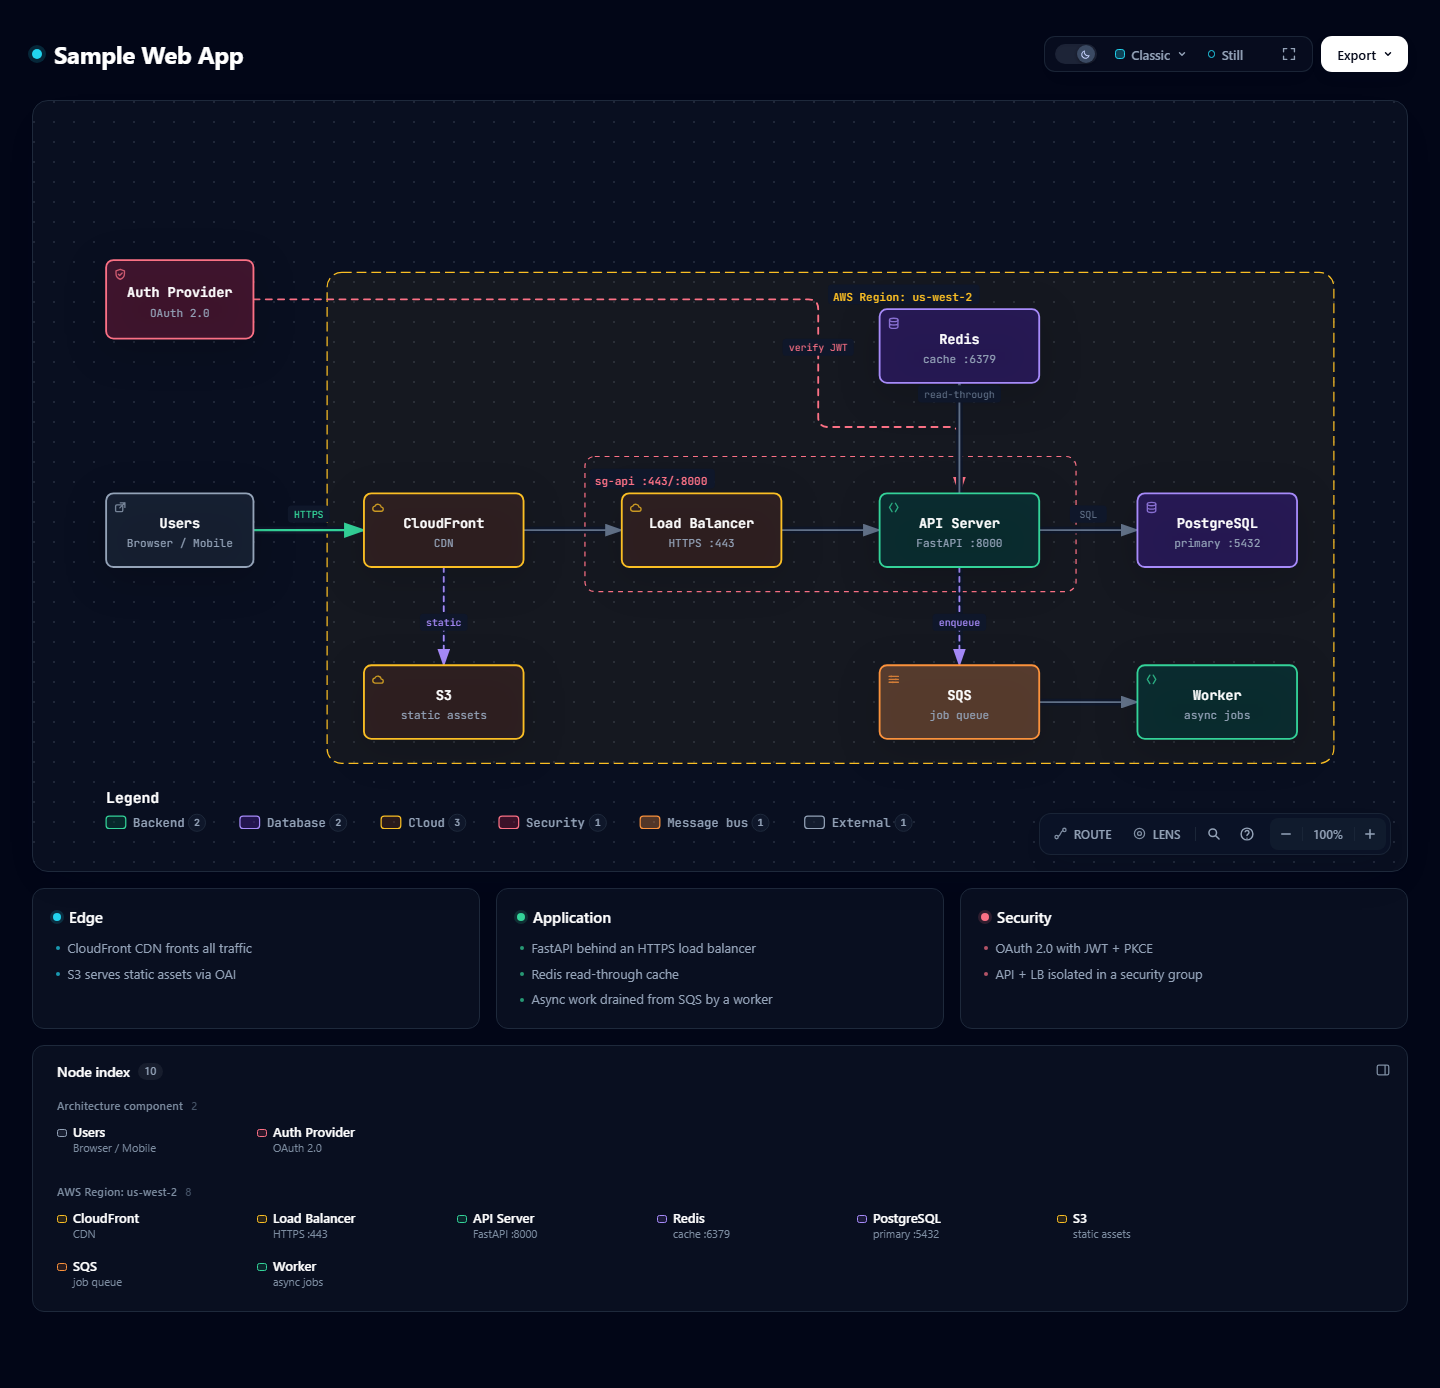 Sample Web App
Classic
Still
Export
Auth Provider
OAuth 2.0
AWS Region: us-west-2
Redis
cache :6379
verify JWT
read-through
sg-api :443/:8000
Users
Browser / Mobile
HTTPS
CloudFront
CDN
Load Balancer
HTTPS :443
API Server
FastAPI :8000
SQL
PostgreSQL
primary :5432
static
enqueue
S3
static assets
SQS
job queue
Worker
async jobs
Legend
Backend 2
Database 2
Cloud 3
Security 1
Message bus 1
External 1
ROUTE
LENS
100%
Edge
CloudFront CDN fronts all traffic
S3 serves static assets via OAI
Application
FastAPI behind an HTTPS load balancer
Redis read-through cache
Async work drained from SQS by a worker
Security
OAuth 2.0 with JWT + PKCE
API + LB isolated in a security group
Node index 10
Architecture component 2
Users
Browser / Mobile
Auth Provider
OAuth 2.0
AWS Region: us-west-2 8
CloudFront
CDN
Load Balancer
HTTPS :443
API Server
FastAPI :8000
Redis
cache :6379
PostgreSQL
primary :5432
S3
static assets
SQS
job queue
Worker
async jobs